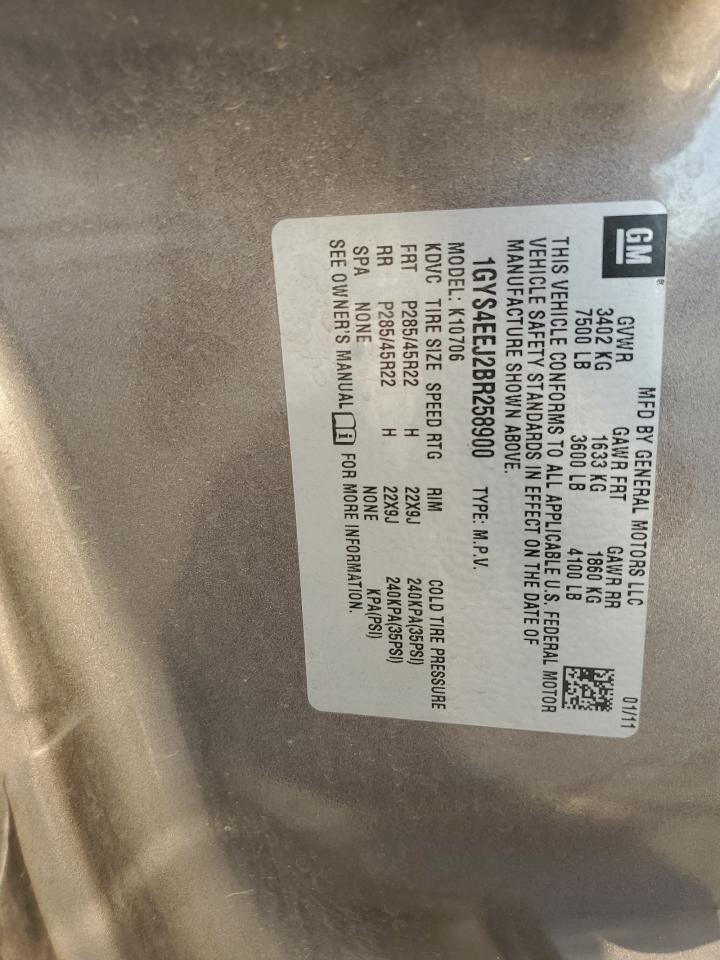 MFD BY GENERAL MOTORS LLC 01/11
GM ®
GVWR GAWR FRT GAWR RR
3402 KG 1633 KG 1860 KG
7500 LB 3600 LB 4100 LB
THIS VEHICLE CONFORMS TO ALL APPLICABLE U.S. FEDERAL MOTOR
VEHICLE SAFETY STANDARDS IN EFFECT ON THE DATE OF
MANUFACTURE SHOWN ABOVE.
1GYS4EEJ2BR258900 TYPE: M.P.V.
MODEL: K10706
KDVC TIRE SIZE SPEED RTG RIM COLD TIRE PRESSURE
FRT P285/45R22 H 22X9J 240KPA(35PSI)
RR P285/45R22 H 22X9J 240KPA(35PSI)
SPA NONE NONE KPA(PSI)
SEE OWNER'S MANUAL i FOR MORE INFORMATION.